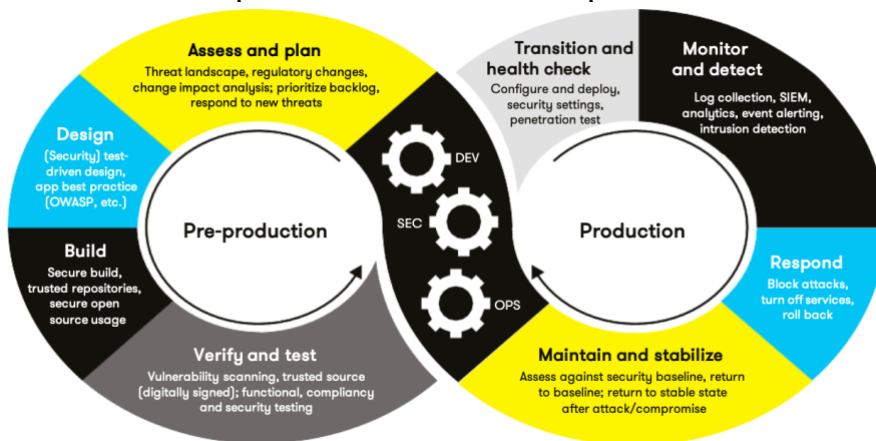 Assess and plan
Threat landscape, regulatory changes,
change impact analysis; prioritize backlog,
respond to new threats
Design
(Security) test-
driven design,
app best practice
(OWASP, etc.)
Pre-production
Build
Secure build,
trusted repositories,
secure open
source usage
Verify and test
Vulnerability scanning, trusted source
(digitally signed); functional, compliancy
and security testing
DEV
SEC
OPS
Transition and
health check
Configure and deploy,
security settings,
penetration test
Monitor
and detect
Log collection, SIEM,
analytics, event alerting,
intrusion detection
Production
Respond
Block attacks,
turn off services,
roll back
Maintain and stabilize
Assess against security baseline, return
to baseline; return to stable state
after attack/compromise